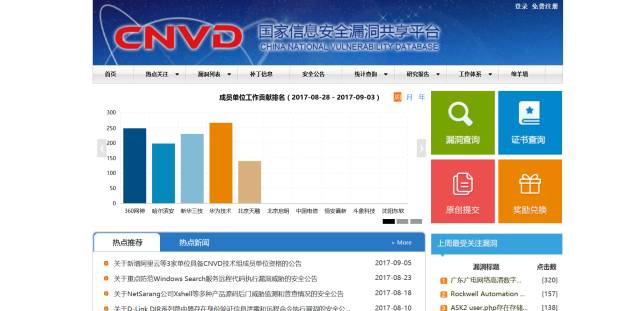 登录 免费注册
CNVD 国家信息安全漏洞共享平台
CHINA NATIONAL VULNERABILITY DATABASE
首页 热点关注 漏洞列表 补丁信息 安全公告 统计查询 研究报告 工作体系 绵羊墙
成员单位工作贡献排名 (2017-08-28 - 2017-09-03) 周 月 年
300
250
200
150
100
50
0
360网神 哈尔滨安 新华三技 华为技术 北京天融 北京启明 中国电信 恒安嘉新 斗象科技 沈阳东软
漏洞查询 证书查询
原创提交 奖励兑换
热点推荐 热点新闻 + More
关于新增阿里云等3家单位具备CNVD技术组成员单位资格的公告 2017-09-05
关于重点防范Windows Search服务远程代码执行漏洞威胁的安全公告 2017-08-23
关于NetSarang公司Xshell等多种产品源码后门威胁监测和普查情况的安全公告 2017-08-18
关于D-Link DIR系列路由器存在身份验证信息泄露和远程命令执行漏洞的安全公... 2017-08-10
上周最受关注漏洞
漏洞简称 点击数
1 广东广电网络高清数字... (320)
2 Rockwell Automation ... (157)
3 ASK2 user.php存在存储... (138)